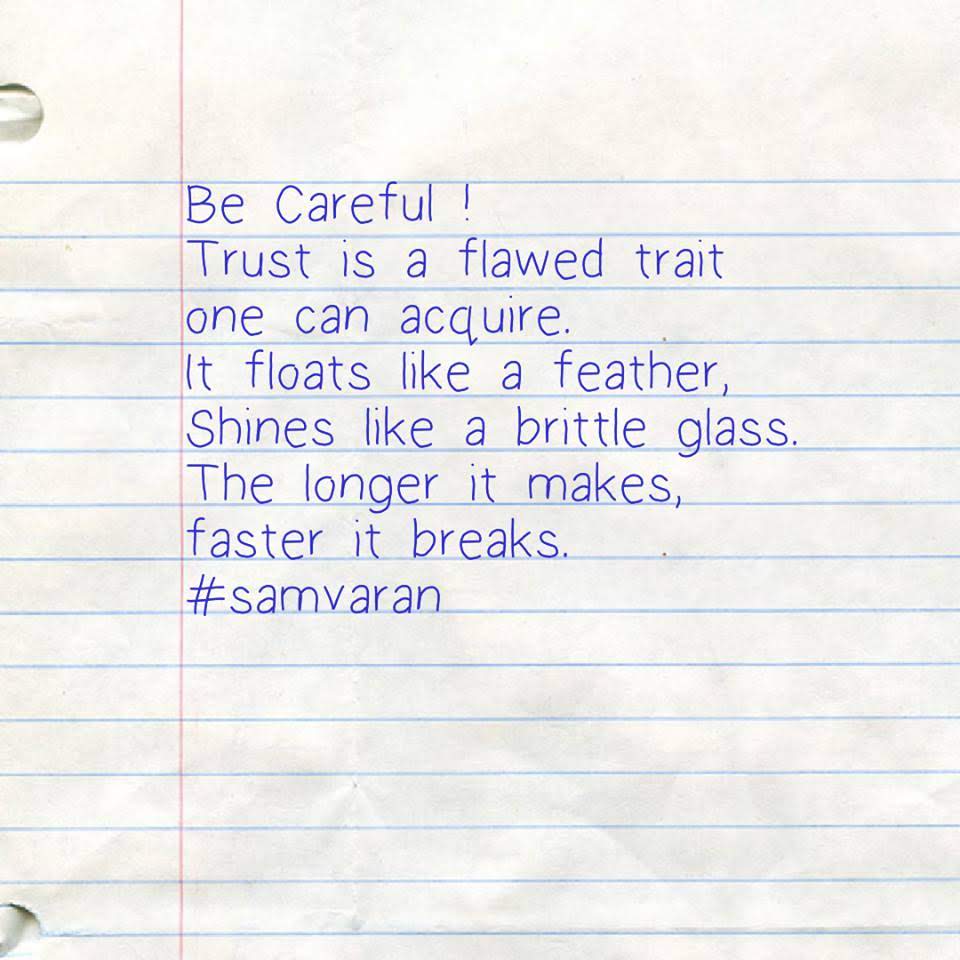 Be Careful !
Trust is a flawed trait
one can acquire.
It floats like a feather,
Shines like a brittle glass.
The longer it makes,
faster it breaks.
#samvaran